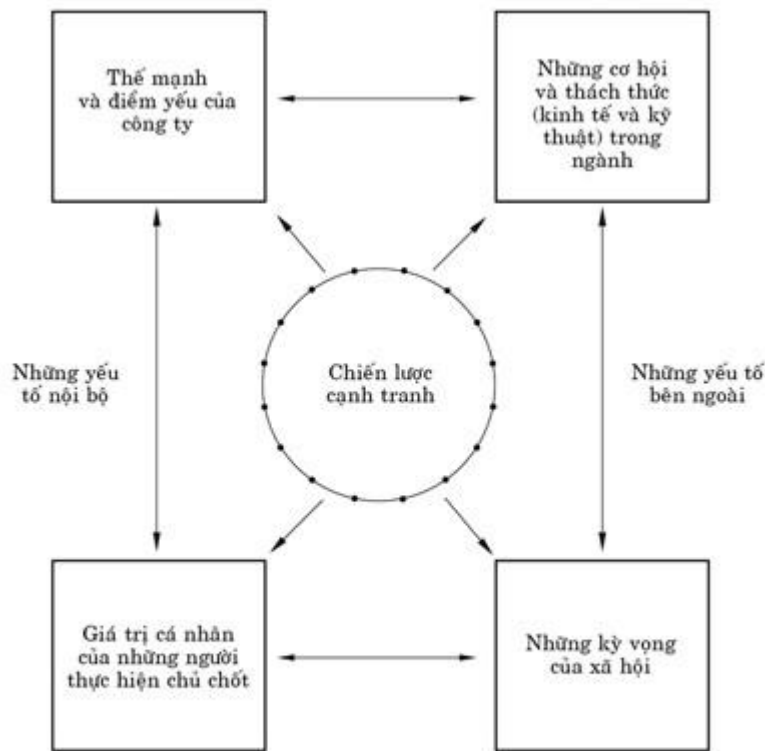 Thế mạnh
và điểm yếu của
công ty
Những cơ hội
và thách thức
(kinh tế và kỹ
thuật) trong
ngành
Những yếu
tố nội bộ
Chiến lược
cạnh tranh
Những yếu tố
bên ngoài
Giá trị cá nhân
của những người
thực hiện chủ chốt
Những kỳ vọng
của xã hội